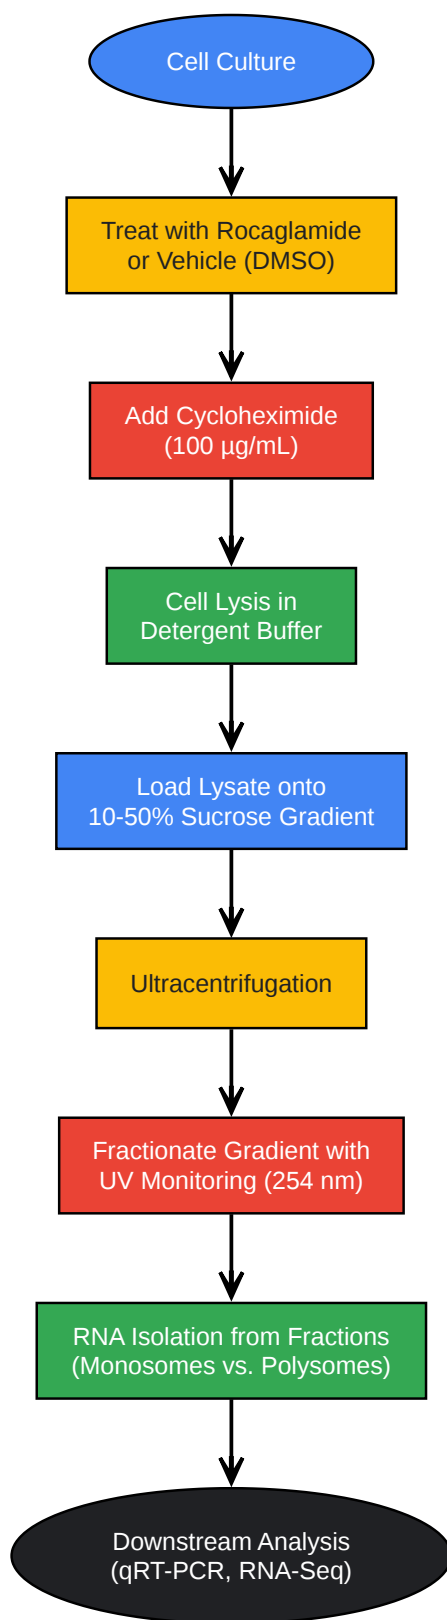 Cell Culture
Treat with Rocaglamide
or Vehicle (DMSO)
Add Cycloheximide
(100 µg/mL)
Cell Lysis in
Detergent Buffer
Load Lysate onto
10-50% Sucrose Gradient
Ultracentrifugation
Fractionate Gradient with
UV Monitoring (254 nm)
RNA Isolation from Fractions
(Monosomes vs. Polysomes)
Downstream Analysis
(qRT-PCR, RNA-Seq)